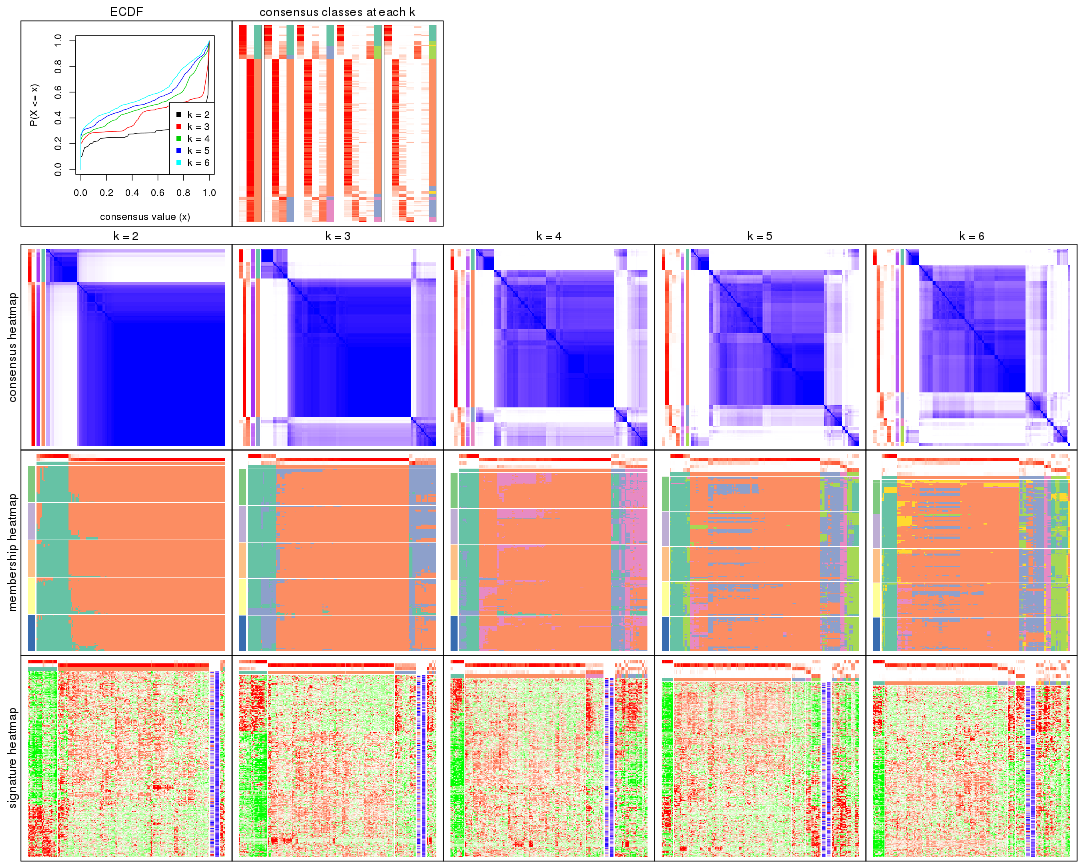 ECDF
consensus classes at each k
P(X <= x)
0.0 0.2 0.4 0.6 0.8 1.0
k = 2
k = 3
k = 4
k = 5
k = 6
0.0 0.2 0.4 0.6 0.8 1.0
consensus value (x)
k = 2
k = 3
k = 4
k = 5
k = 6
consensus heatmap
membership heatmap
signature heatmap